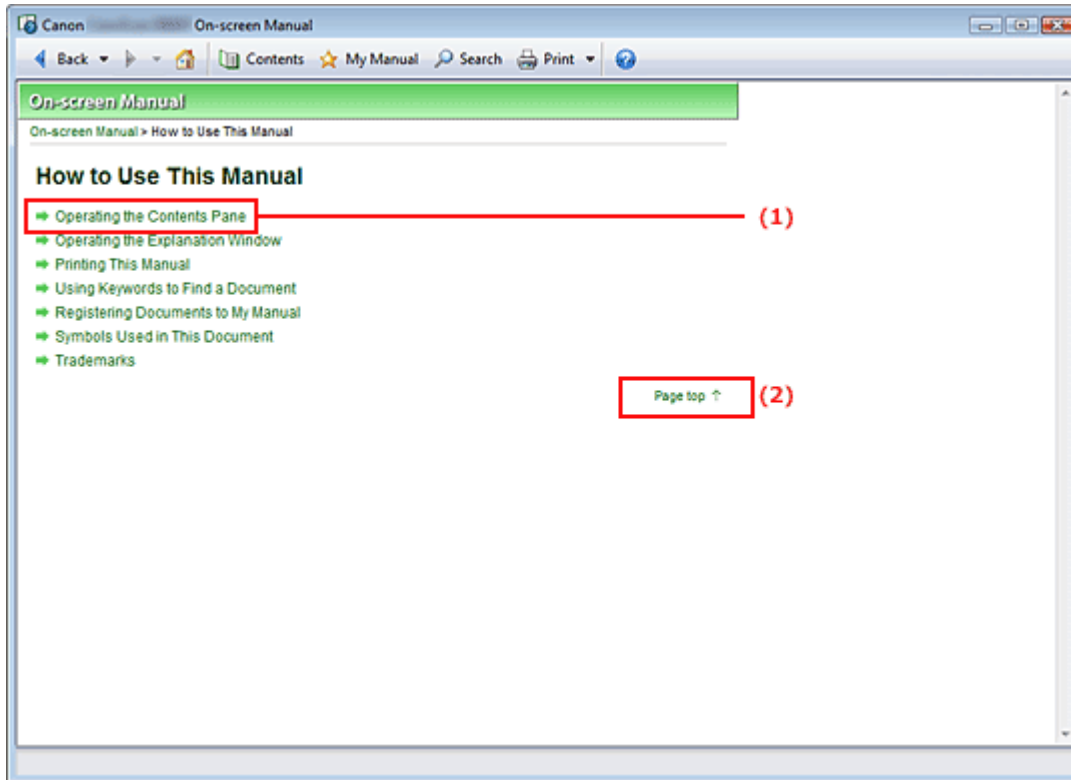 Canon On-screen Manual
Back Contents My Manual Search Print
On-screen Manual
On-screen Manual > How to Use This Manual
How to Use This Manual
Operating the Contents Pane (1)
Operating the Explanation Window
Printing This Manual
Using Keywords to Find a Document
Registering Documents to My Manual
Symbols Used in This Document
Trademarks
Page top ↑ (2)